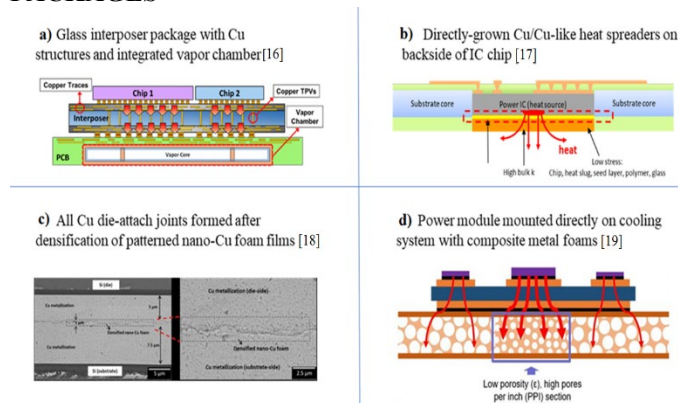 PACKAGES
a) Glass interposer package with Cu
structures and integrated vapor chamber[16]
Copper Traces
Chip 1
Chip 2
Copper TPVs
Interposer
Vapor
Chamber
PCB
Vapor Core
b) Directly-grown Cu/Cu-like heat spreaders on
backside of IC chip [17]
Substrate core
Power IC (heat source)
Substrate core
heat
High bulk k
Low stress:
Chip, heat slug, seed layer, polymer, glass
c) All Cu die-attach joints formed after
densification of patterned nano-Cu foam films [18]
Si (die)
Cu metallization
5 µm
Densified nano-Cu foam
Cu metallization
7.5 µm
Si (substrate)
5 µm
Cu metallization (die-side)
Densified nano-Cu foam
Cu metallization (substrate-side)
2.5 µm
d) Power module mounted directly on cooling
system with composite metal foams [19]
Low porosity (ε), high pores
per inch (PPI) section